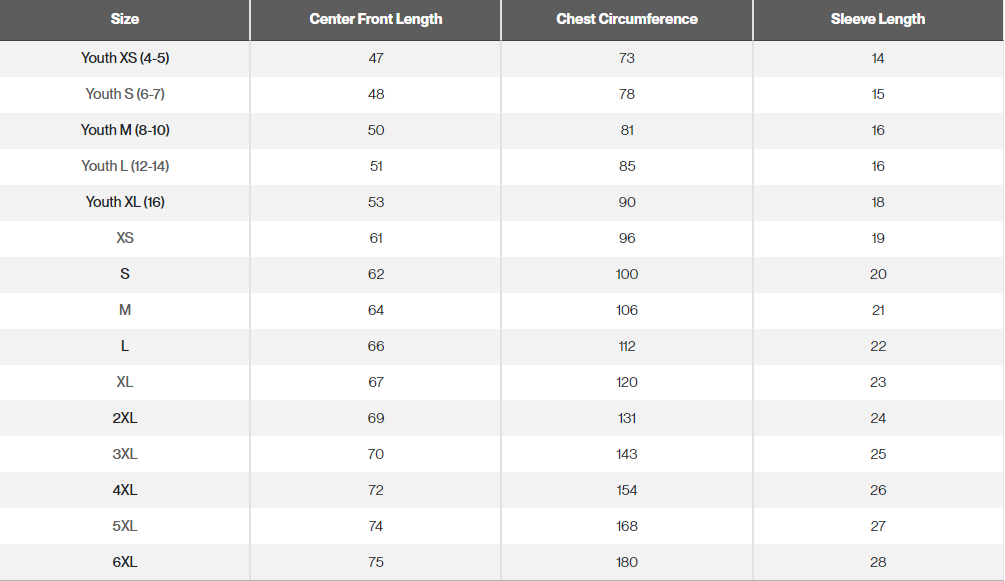 Size Center Front Length Chest Circumference Sleeve Length
Youth XS (4-5) 47 73 14
Youth S (6-7) 48 78 15
Youth M (8-10) 50 81 16
Youth L (12-14) 51 85 16
Youth XL (16) 53 90 18
XS 61 96 19
S 62 100 20
M 64 106 21
L 66 112 22
XL 67 120 23
2XL 69 131 24
3XL 70 143 25
4XL 72 154 26
5XL 74 168 27
6XL 75 180 28